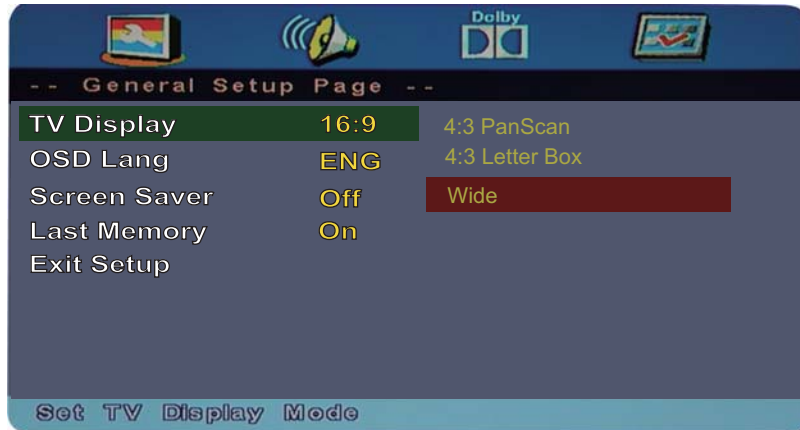 Dolby
-- General Setup Page --
TV Display 16:9 4:3 PanScan
OSD Lang ENG 4:3 Letter Box
Screen Saver Off Wide
Last Memory On
Exit Setup
Set TV Display Mode